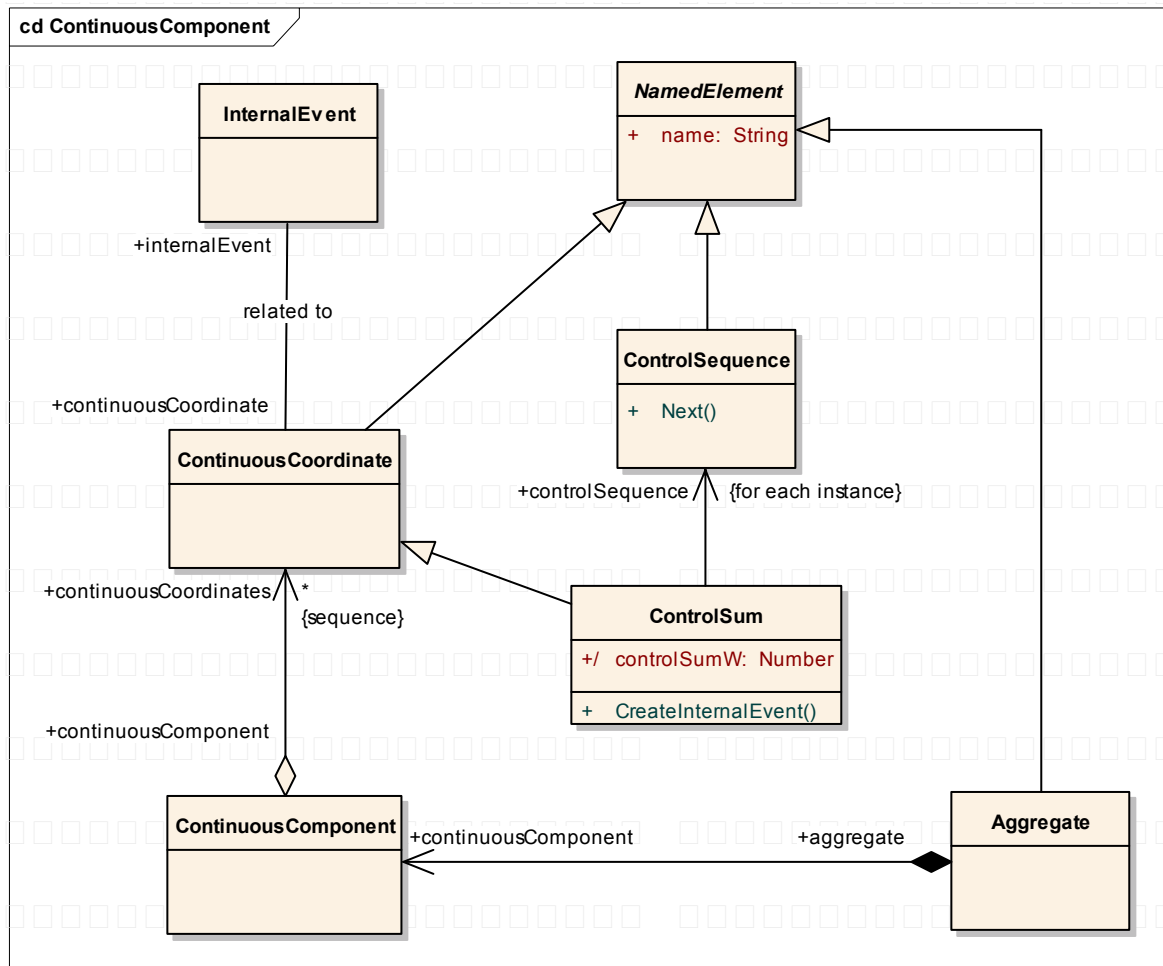 cd ContinuousComponent
InternalEvent
NamedElement
+ name: String
+internalEvent
related to
+continuousCoordinate
ControlSequence
+ Next()
ContinuousCoordinate
+controlSequence
{for each instance}
+continuousCoordinates
*
{sequence}
ControlSum
+/ controlSumW: Number
+ CreateInternalEvent()
+continuousComponent
ContinuousComponent
+continuousComponent
+aggregate
Aggregate